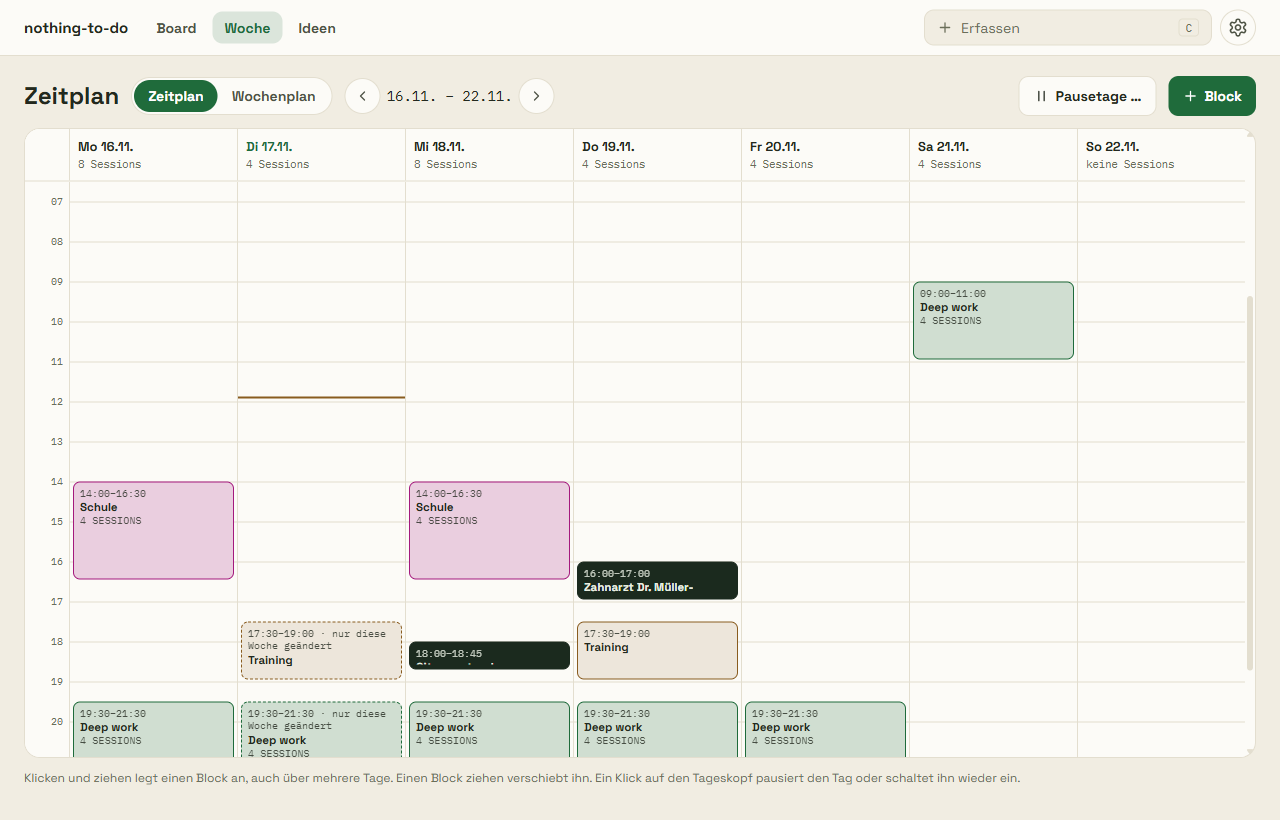 nothing-to-do Board Woche Ideen Erfassen C
Zeitplan Zeitplan Wochenplan 16.11. – 22.11. Pausetage … Block
Mo 16.11. Di 17.11. Mi 18.11. Do 19.11. Fr 20.11. Sa 21.11. So 22.11.
8 Sessions 4 Sessions 8 Sessions 4 Sessions 4 Sessions 4 Sessions keine Sessions
07
08
09
10
11
12
13
14
15
16
17
18
19
20
14:00–16:30
Schule
4 SESSIONS
19:30–21:30
Deep work
4 SESSIONS
17:30–19:00 · nur diese
Woche geändert
Training
19:30–21:30 · nur diese
Woche geändert
Deep work
4 SESSIONS
14:00–16:30
Schule
4 SESSIONS
18:00–18:45
19:30–21:30
Deep work
4 SESSIONS
16:00–17:00
Zahnarzt Dr. Müller-
17:30–19:00
Training
19:30–21:30
Deep work
4 SESSIONS
19:30–21:30
Deep work
4 SESSIONS
09:00–11:00
Deep work
4 SESSIONS
Klicken und ziehen legt einen Block an, auch über mehrere Tage. Einen Block ziehen verschiebt ihn. Ein Klick auf den Tageskopf pausiert den Tag oder schaltet ihn wieder ein.